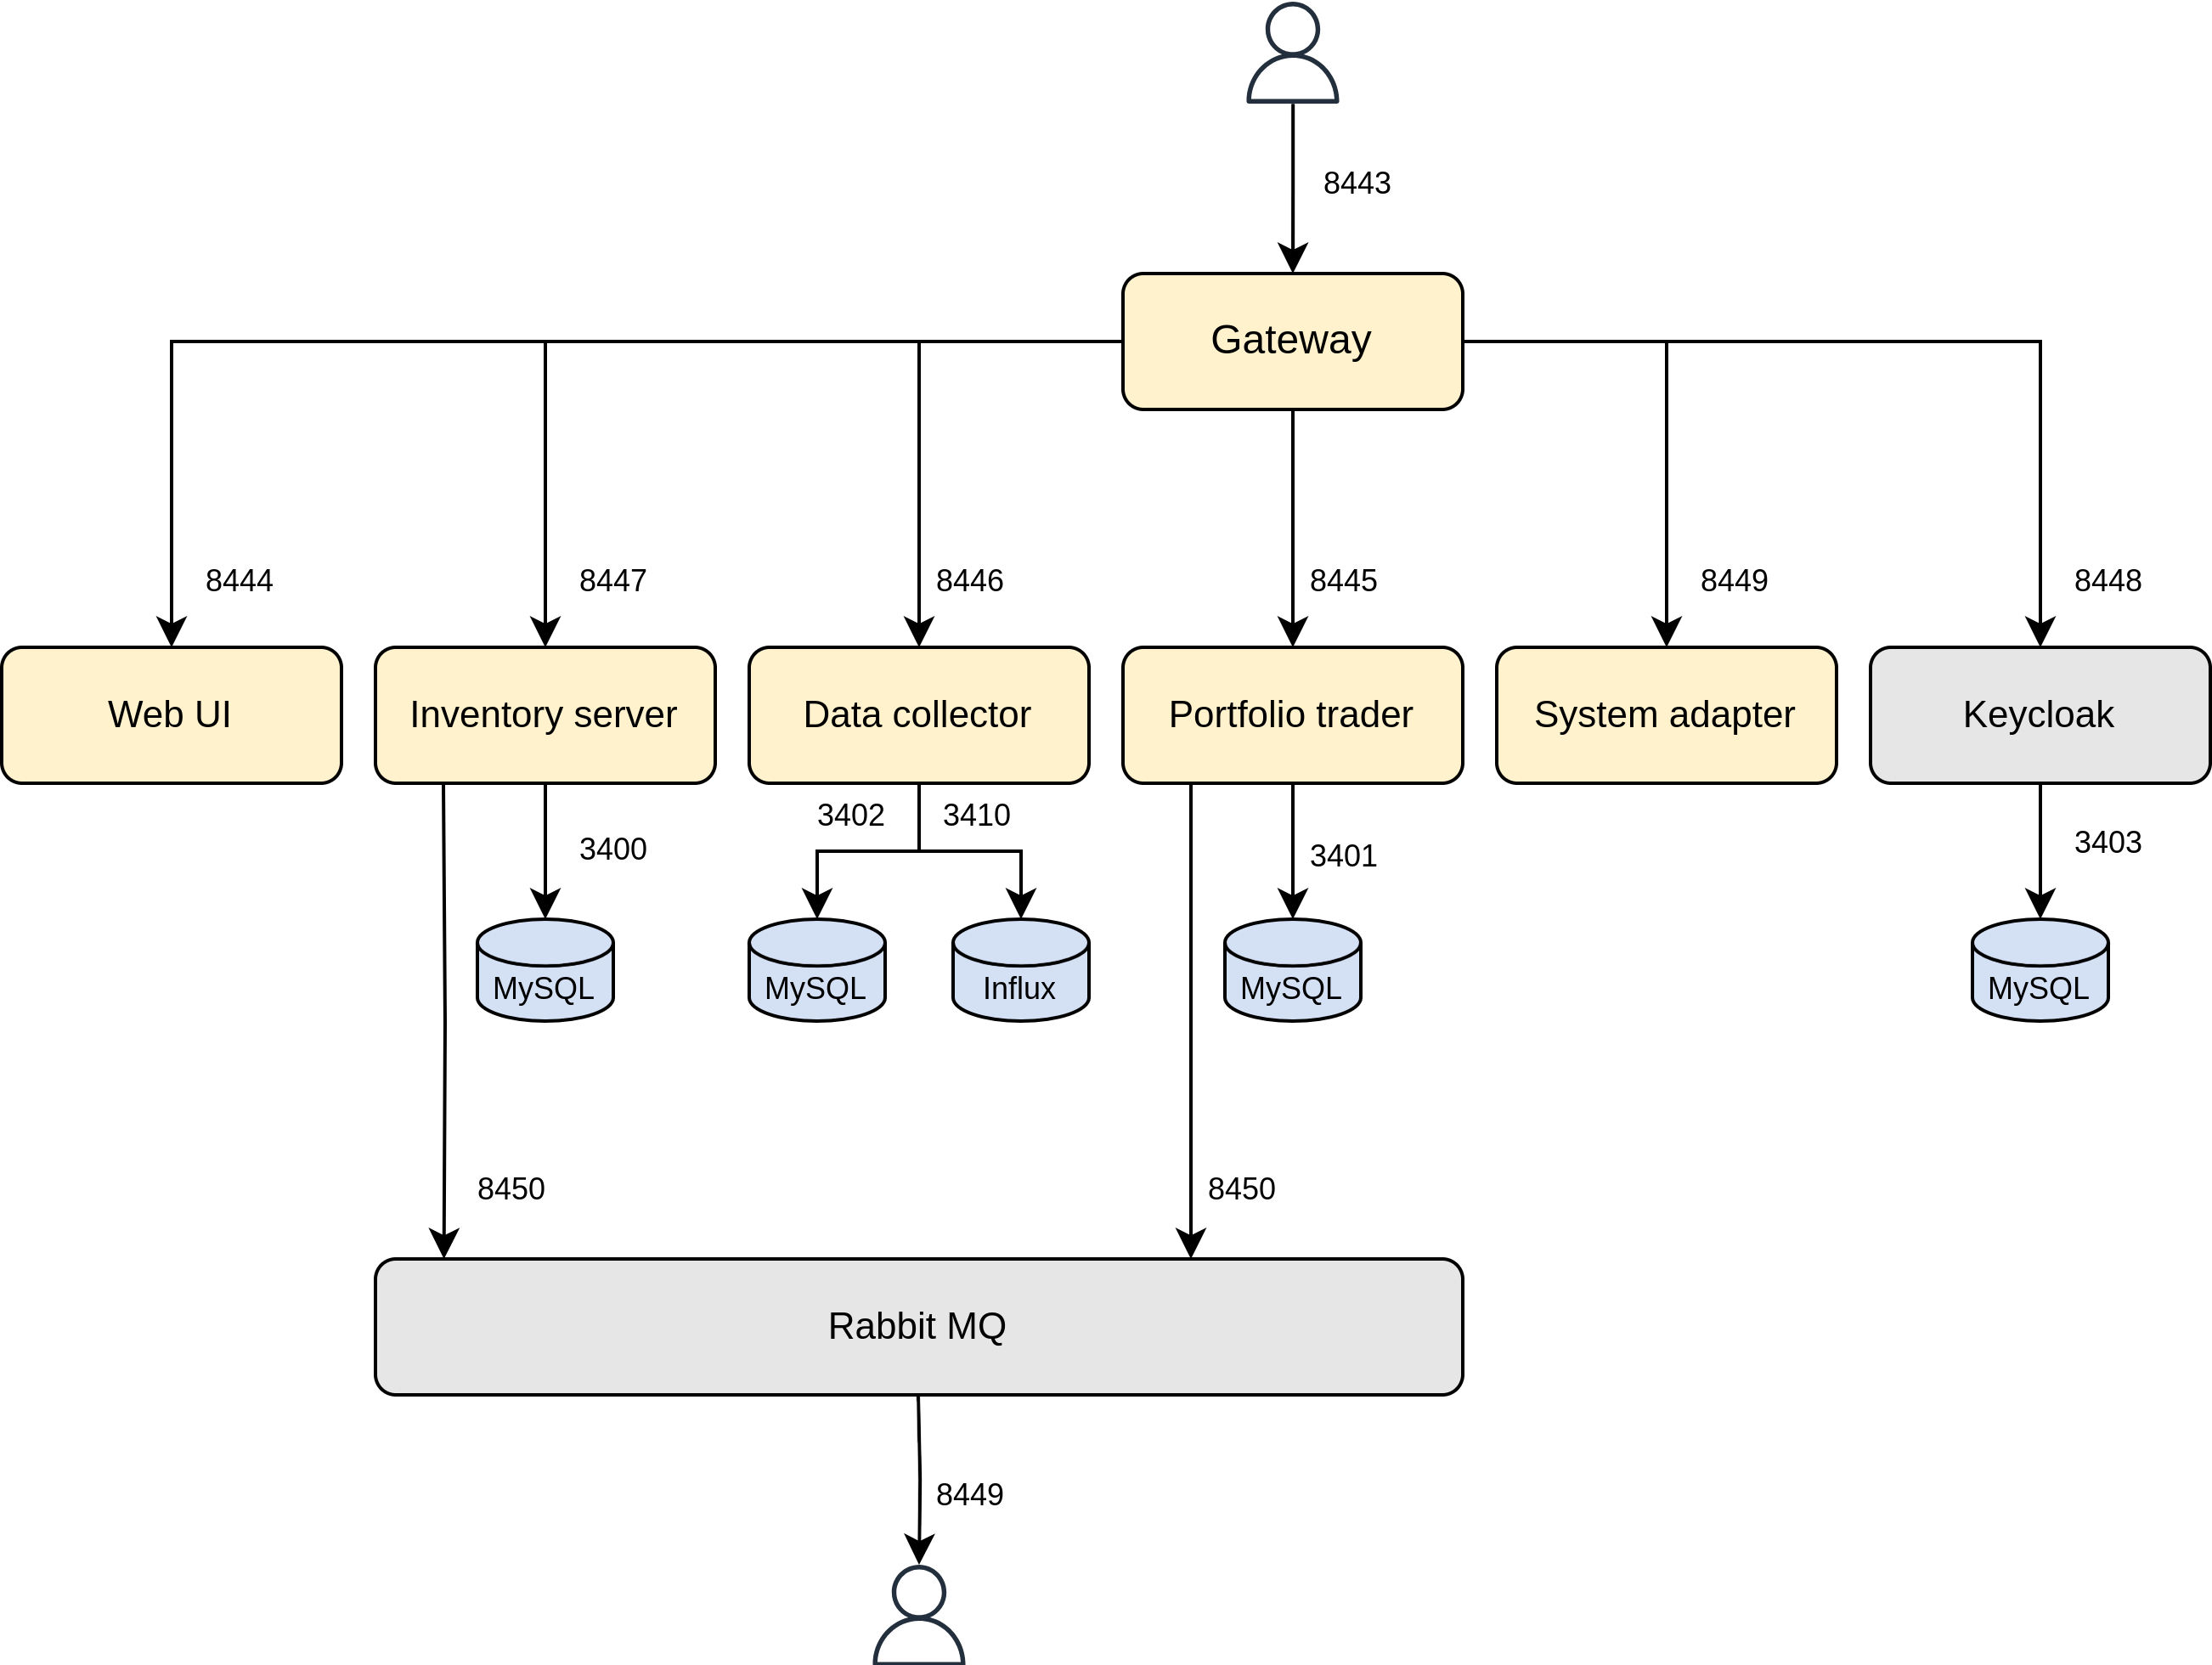 8443
Gateway
8444
8447
8446
8445
8449
8448
Web UI
Inventory server
Data collector
Portfolio trader
System adapter
Keycloak
3400
3402
3410
3401
3403
MySQL
MySQL
Influx
MySQL
MySQL
8450
8450
Rabbit MQ
8449